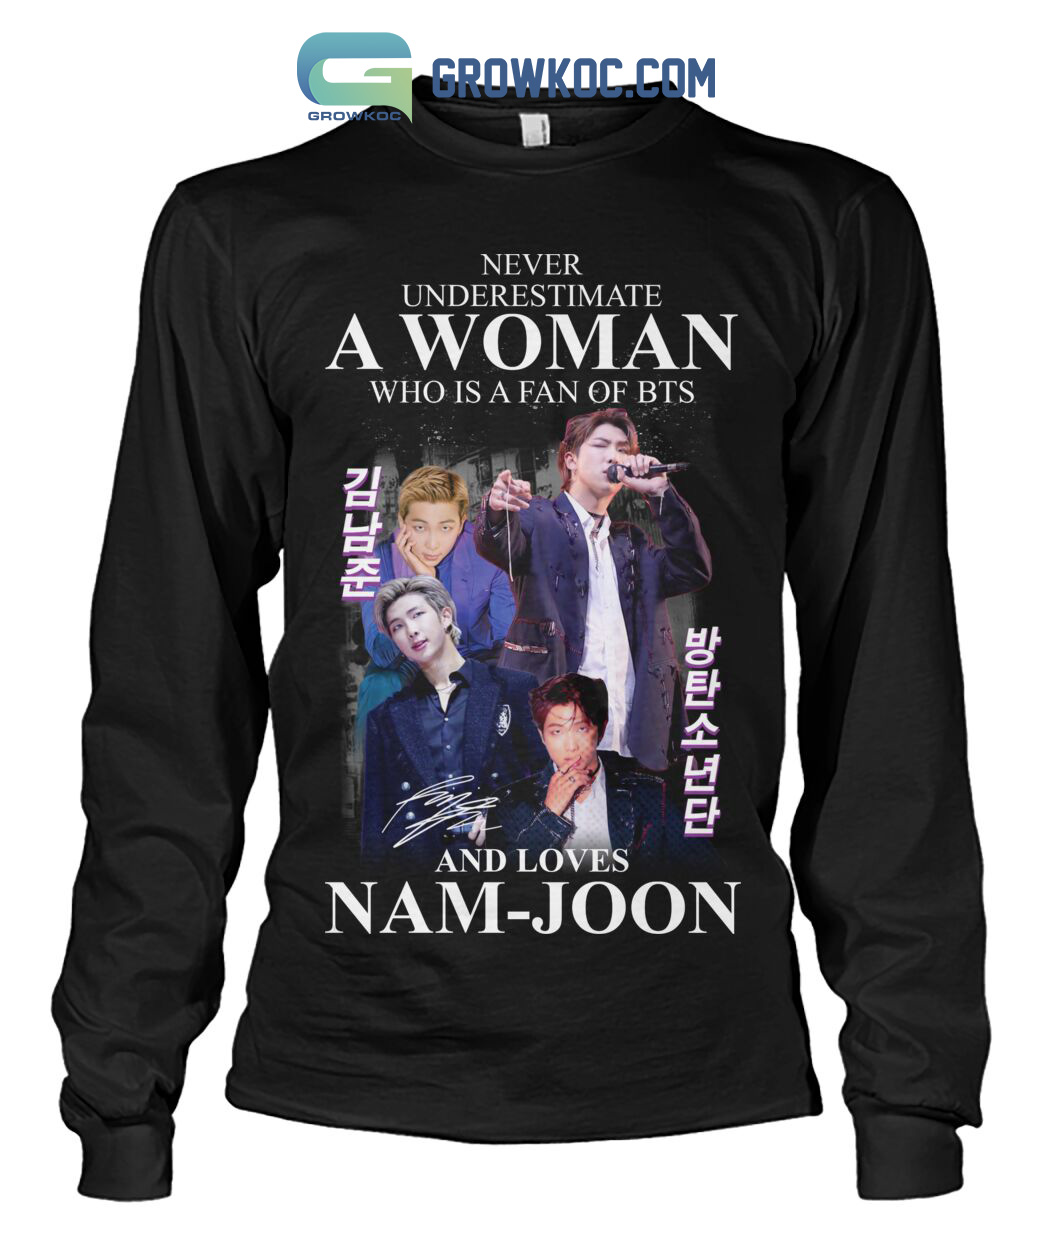 GROWKOC.COM
GROWKOC
NEVER
UNDERESTIMATE
A WOMAN
WHO IS A FAN OF BTS
김남준
방탄소년단
AND LOVES
NAM-JOON